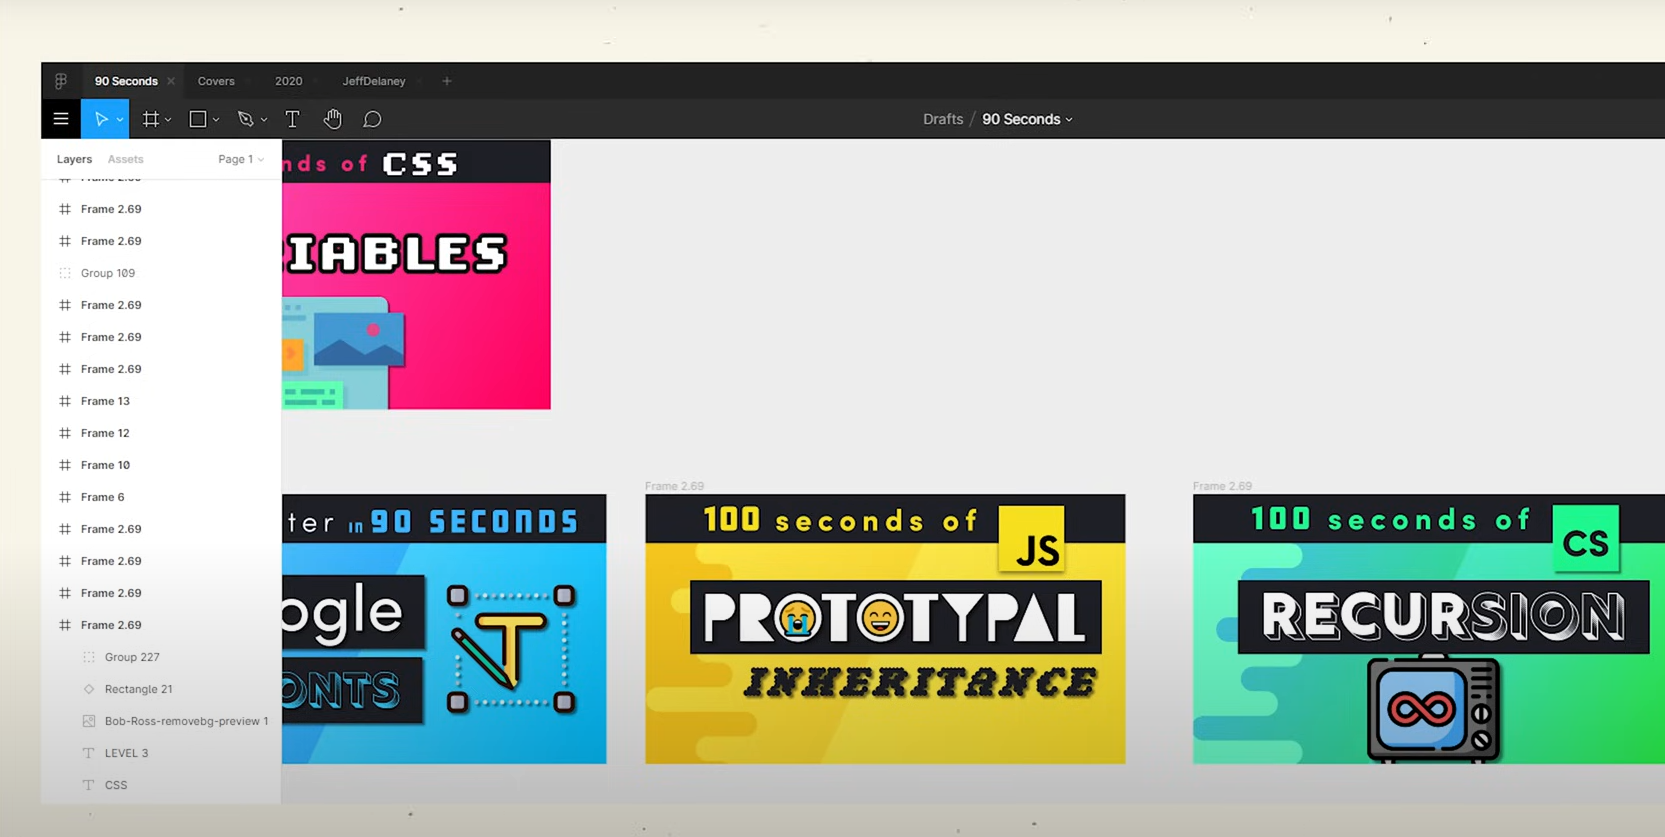 90 Seconds
Covers
2020
JeffDelaney
Drafts / 90 Seconds
Layers
Assets
Page 1
Frame 2.69
Frame 2.69
Group 109
Frame 2.69
Frame 2.69
Frame 2.69
Frame 13
Frame 12
Frame 10
Frame 6
Frame 2.69
Frame 2.69
Frame 2.69
Frame 2.69
Group 227
Rectangle 21
Bob-Ross-removebg-preview 1
LEVEL 3
CSS
nds of CSS
IABLES
ter in 90 SECONDS
ogle
ONTS
Frame 2.69
100 seconds of JS
PROTOTYPAL
INHERITANCE
Frame 2.69
100 seconds of CS
RECURSION